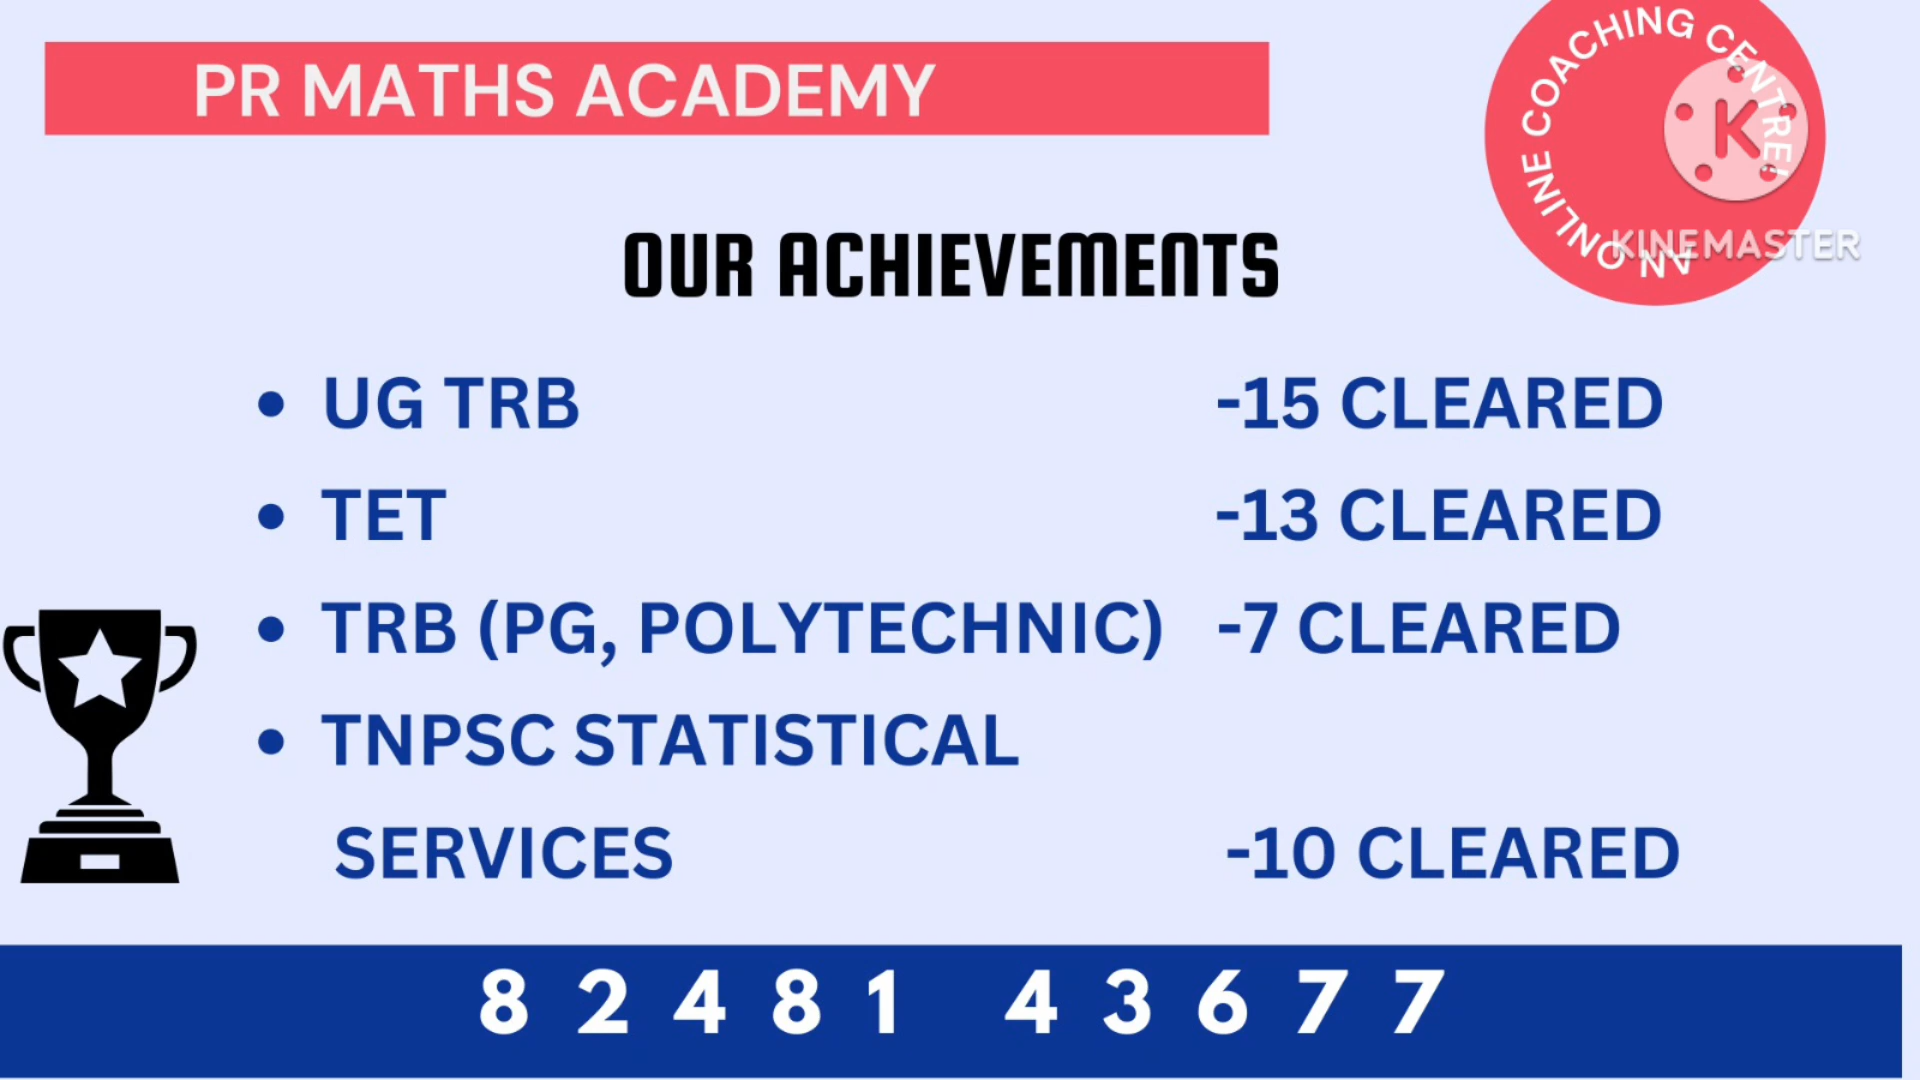 PR MATHS ACADEMY
AN ONLINE COACHING CENTRE!
K
KINEMASTER
OUR ACHIEVEMENTS
• UG TRB -15 CLEARED
• TET -13 CLEARED
• TRB (PG, POLYTECHNIC) -7 CLEARED
• TNPSC STATISTICAL
SERVICES -10 CLEARED
8 2 4 8 1 4 3 6 7 7